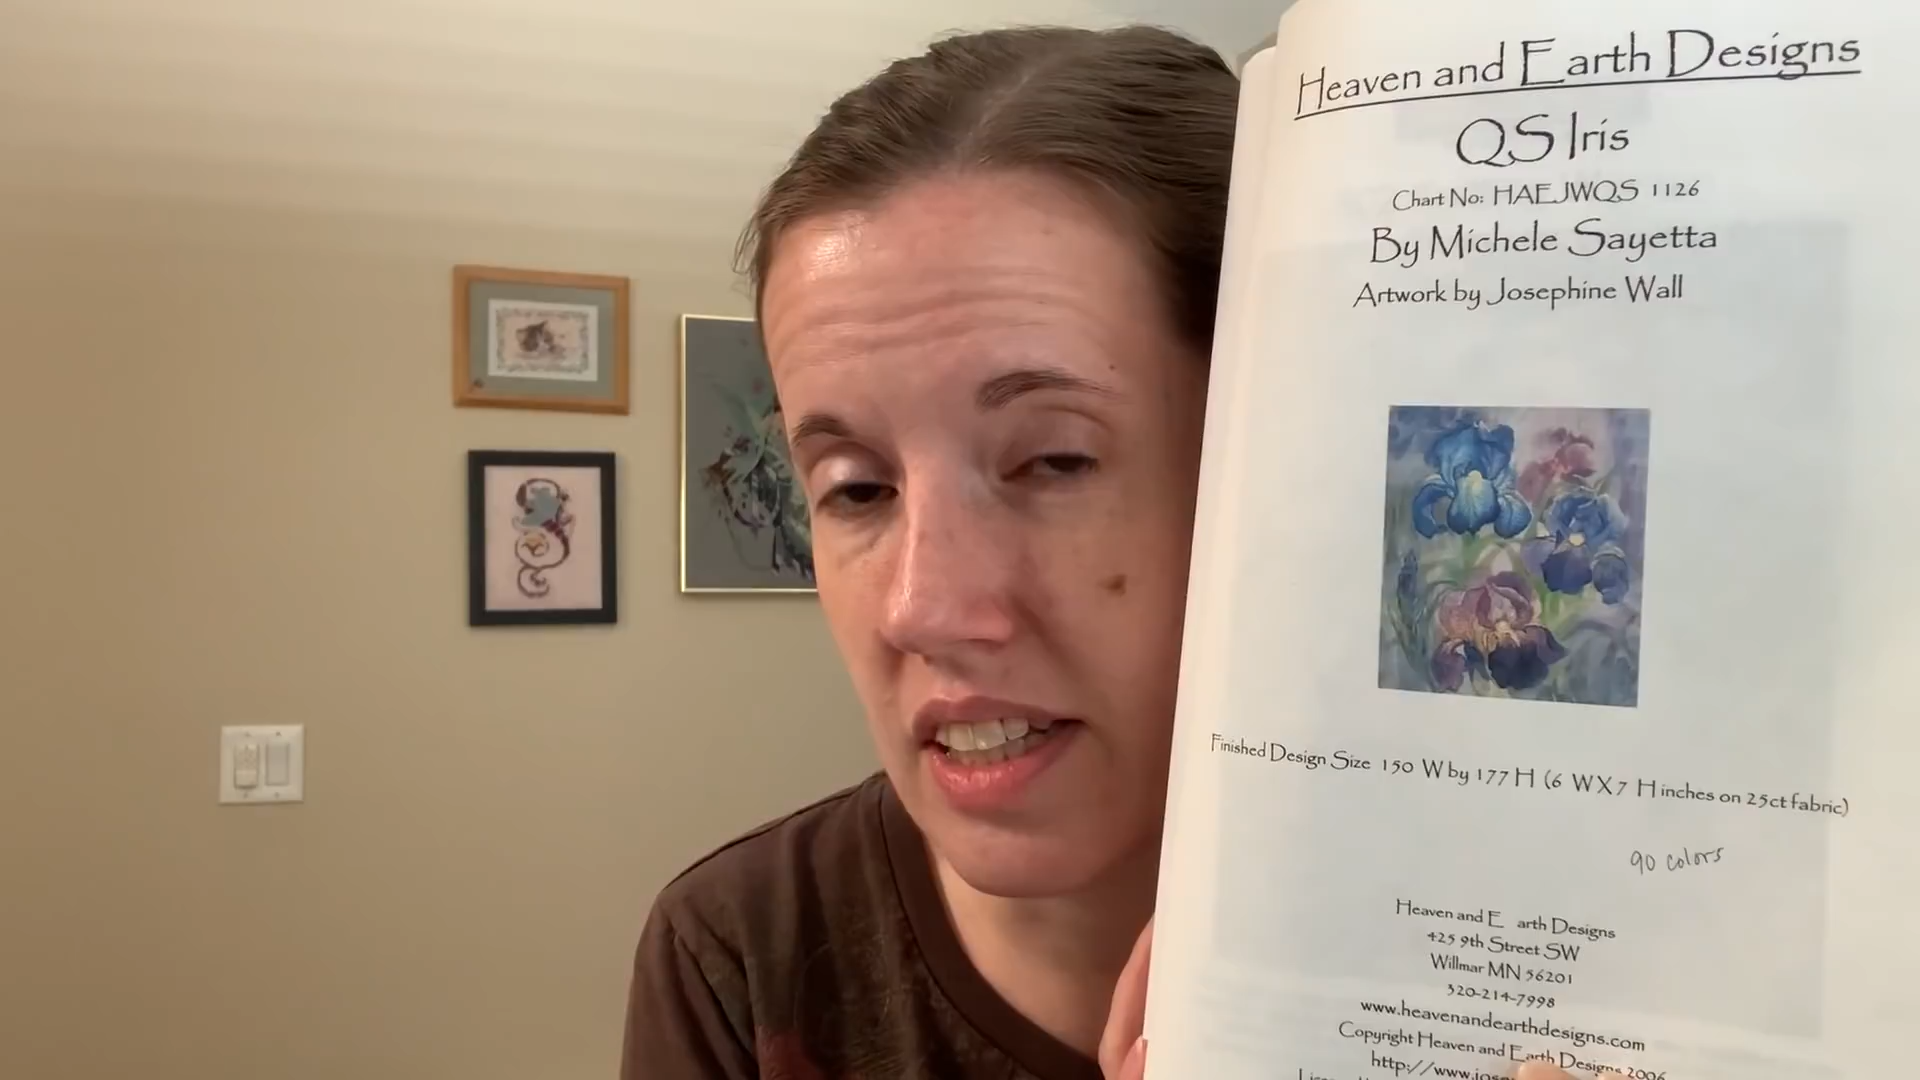 Heaven and Earth Designs
QS Iris
Chart No: HAEJWQS 1126
By Michele Sayetta
Artwork by Josephine Wall
Finished Design Size 150 W by 177 H (6 W X 7 H inches on 25ct fabric)
90 colors
Heaven and E arth Designs
425 9th Street SW
Willmar MN 56201
320-214-7998
www.heavenandearthdesigns.com
Copyright Heaven and Earth Designs 2006